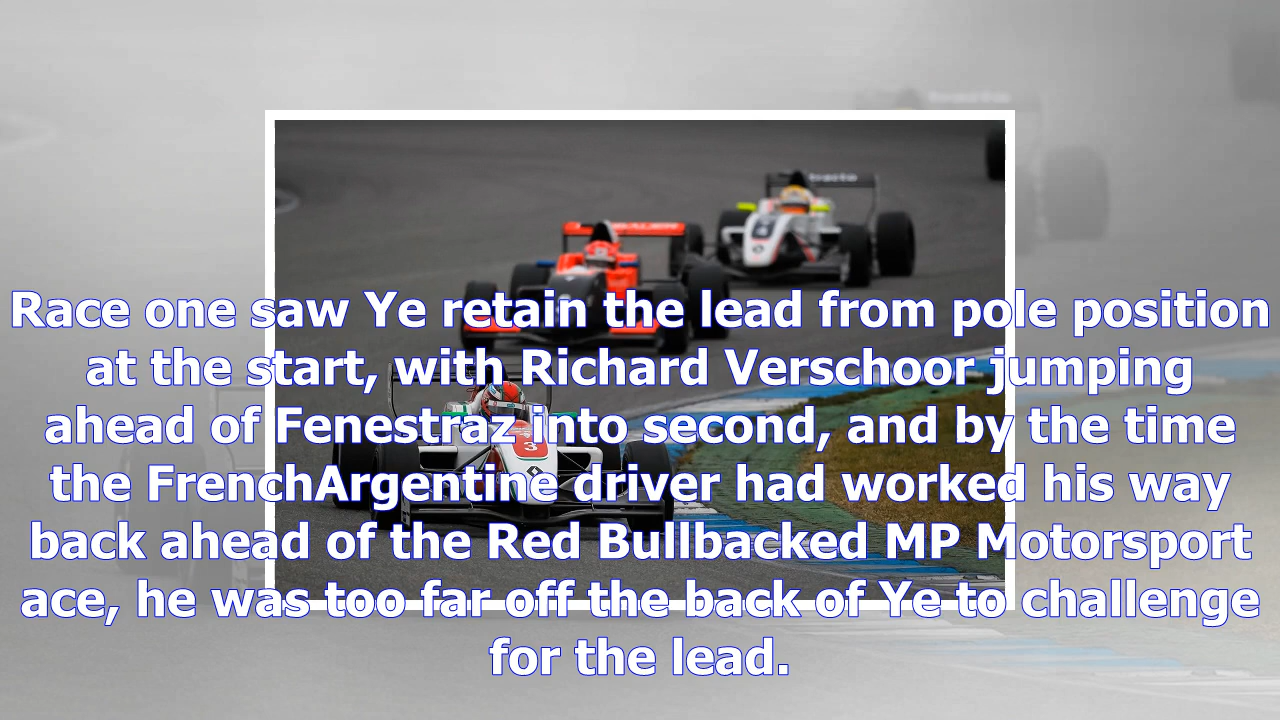 tracto
Race one saw Ye retain the lead from pole position
at the start, with Richard Verschoor jumping
ahead of Fenestraz into second, and by the time
3
the FrenchArgentine driver had worked his way
back ahead of the Red Bullbacked MP Motorsport
ace, he was too far off the back of Ye to challenge
for the lead.